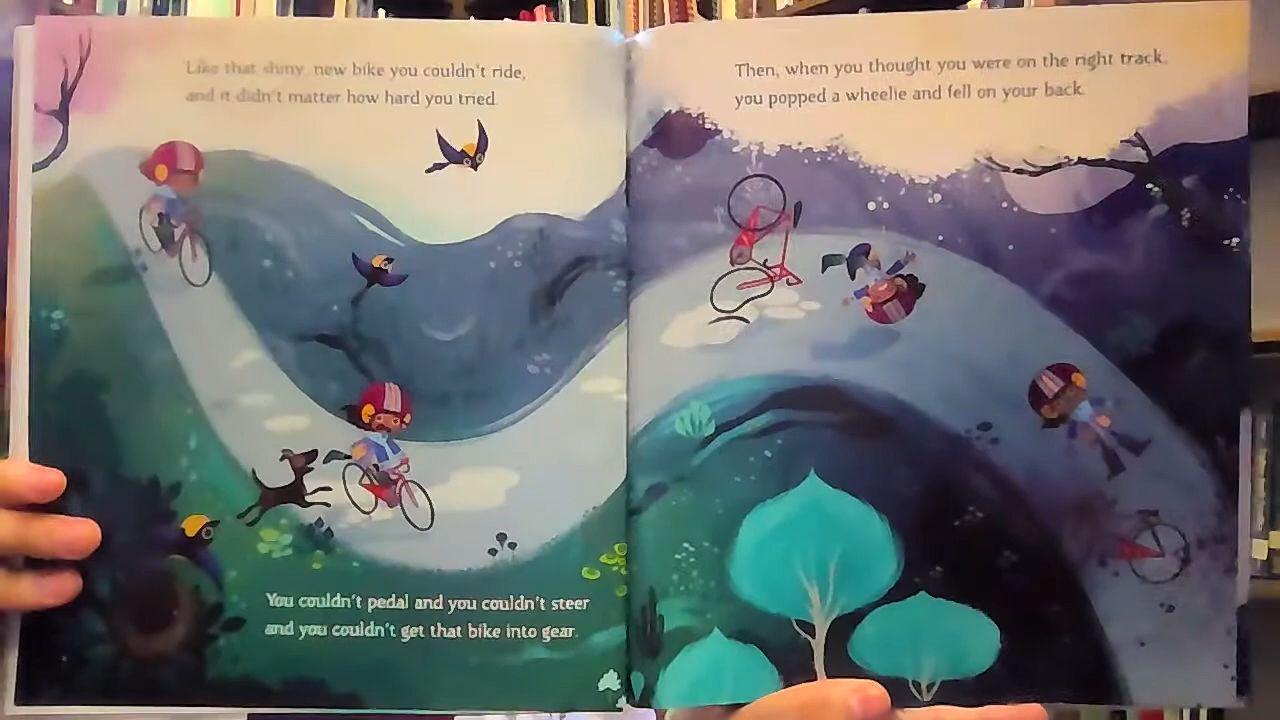 Like that shiny, new bike you couldn't ride,
and it didn't matter how hard you tried.
You couldn't pedal and you couldn't steer
and you couldn't get that bike into gear.
Then, when you thought you were on the right track,
you popped a wheelie and fell on your back.